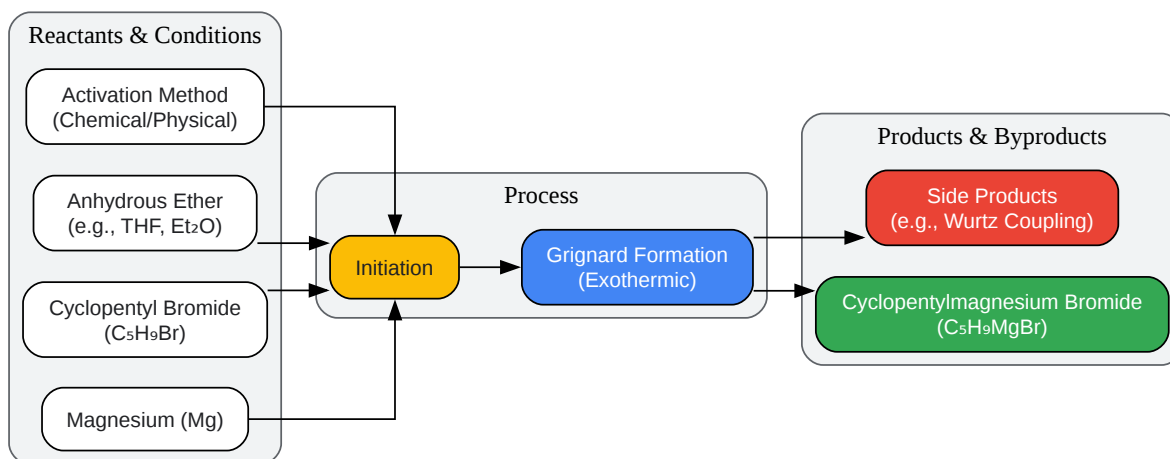 Reactants & Conditions
Activation Method
(Chemical/Physical)
Anhydrous Ether
(e.g., THF, Et₂O)
Cyclopentyl Bromide
(C₅H₉Br)
Magnesium (Mg)
Process
Initiation
Grignard Formation
(Exothermic)
Products & Byproducts
Side Products
(e.g., Wurtz Coupling)
Cyclopentylmagnesium Bromide
(C₅H₉MgBr)